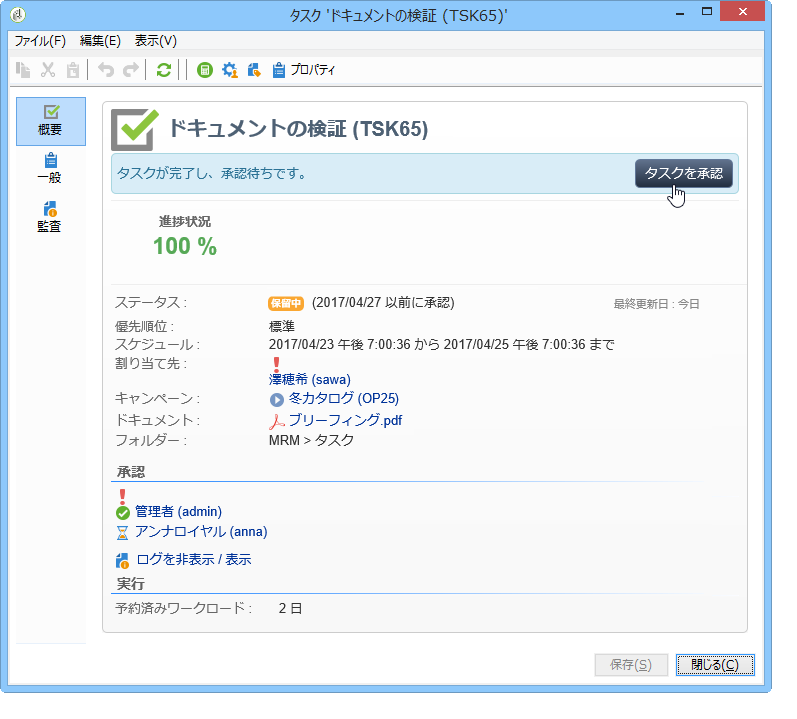 タスク 'ドキュメントの検証 (TSK65)'
ファイル(F) 編集(E) 表示(V)
プロパティ
概要
一般
監査
ドキュメントの検証 (TSK65)
タスクが完了し、承認待ちです。
タスクを承認
進捗状況
100 %
ステータス : 保留中 (2017/04/27 以前に承認) 最終更新日 : 今日
優先順位 : 標準
スケジュール : 2017/04/23 午後 7:00:36 から 2017/04/25 午後 7:00:36 まで
割り当て先 :
澤穂希 (sawa)
キャンペーン : 冬カタログ (OP25)
ドキュメント : ブリーフィング.pdf
フォルダー : MRM > タスク
承認
管理者 (admin)
アンナロイヤル (anna)
ログを非表示 / 表示
実行
予約済みワークロード : 2 日
保存(S) 閉じる(C)